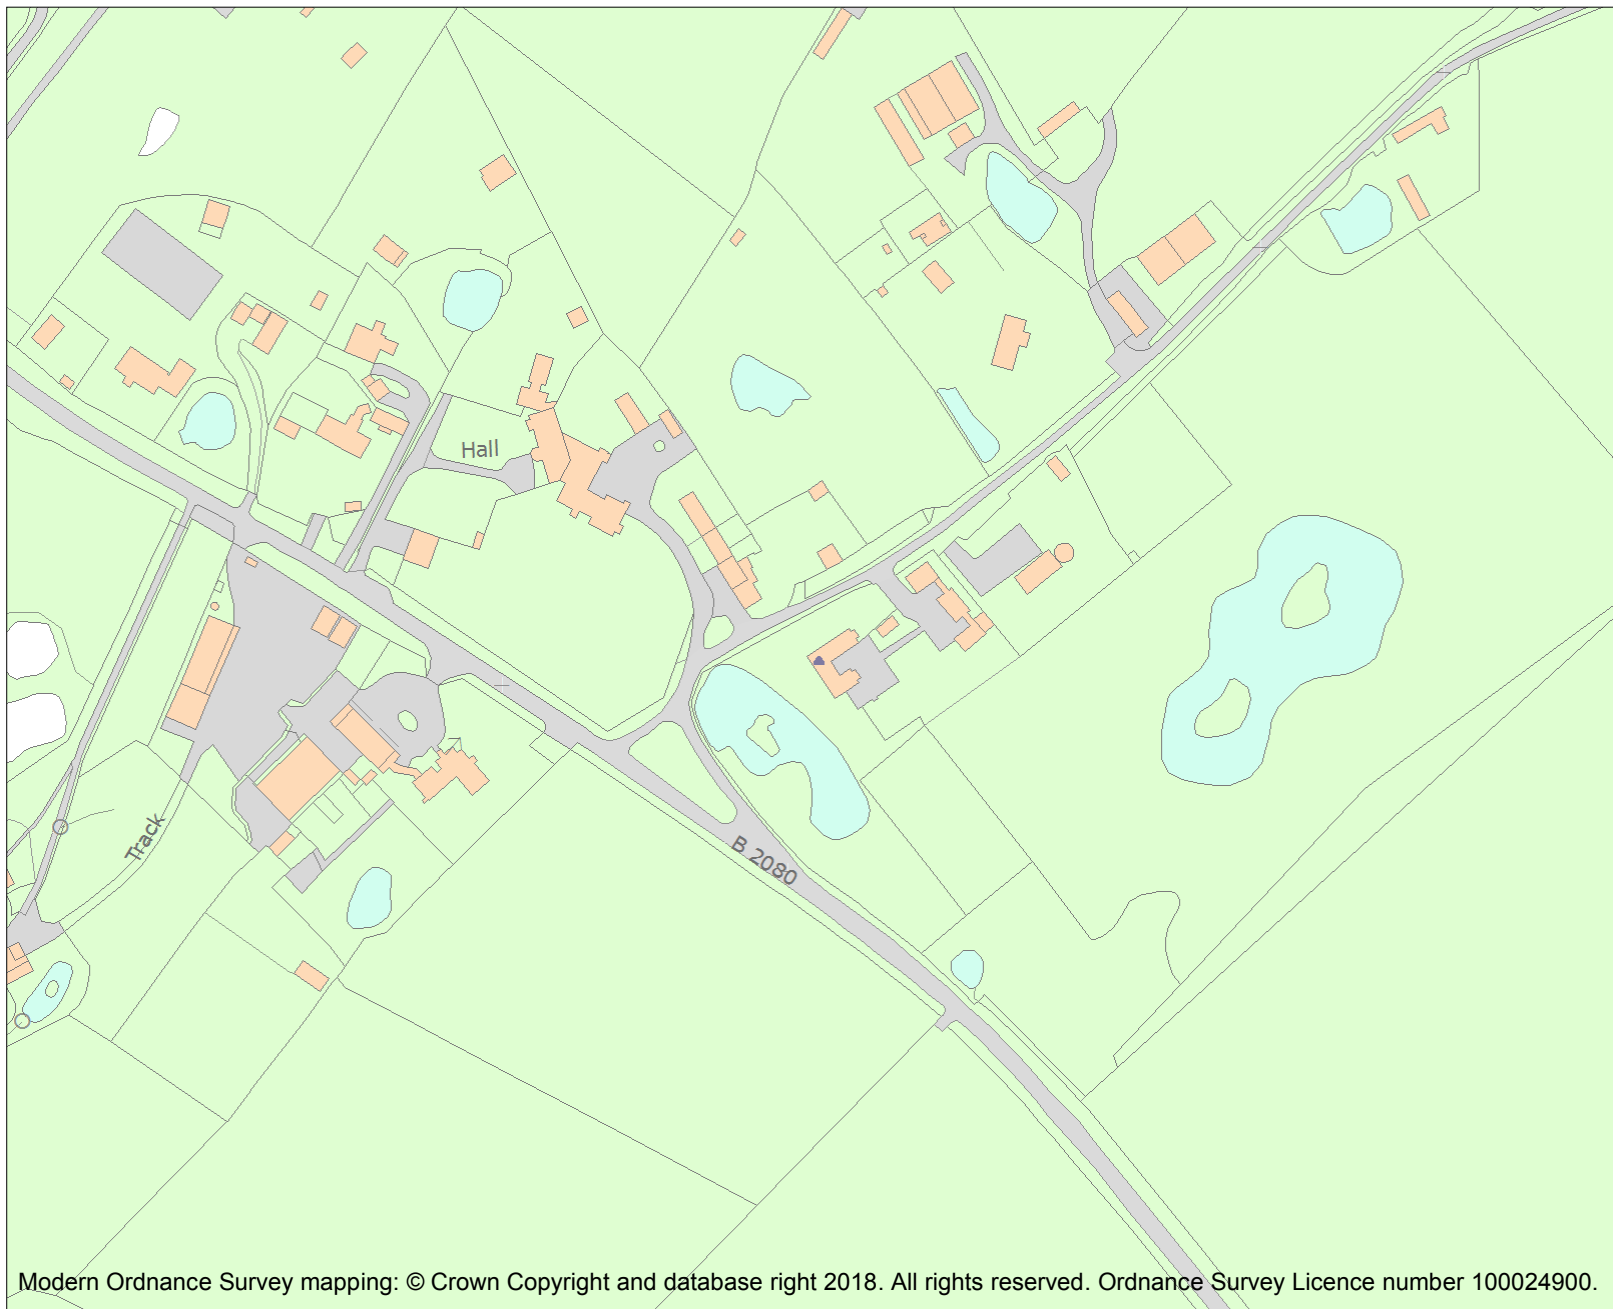 Hall
Track
B 2080
Modern Ordnance Survey mapping: © Crown Copyright and database right 2018. All rights reserved. Ordnance Survey Licence number 100024900.